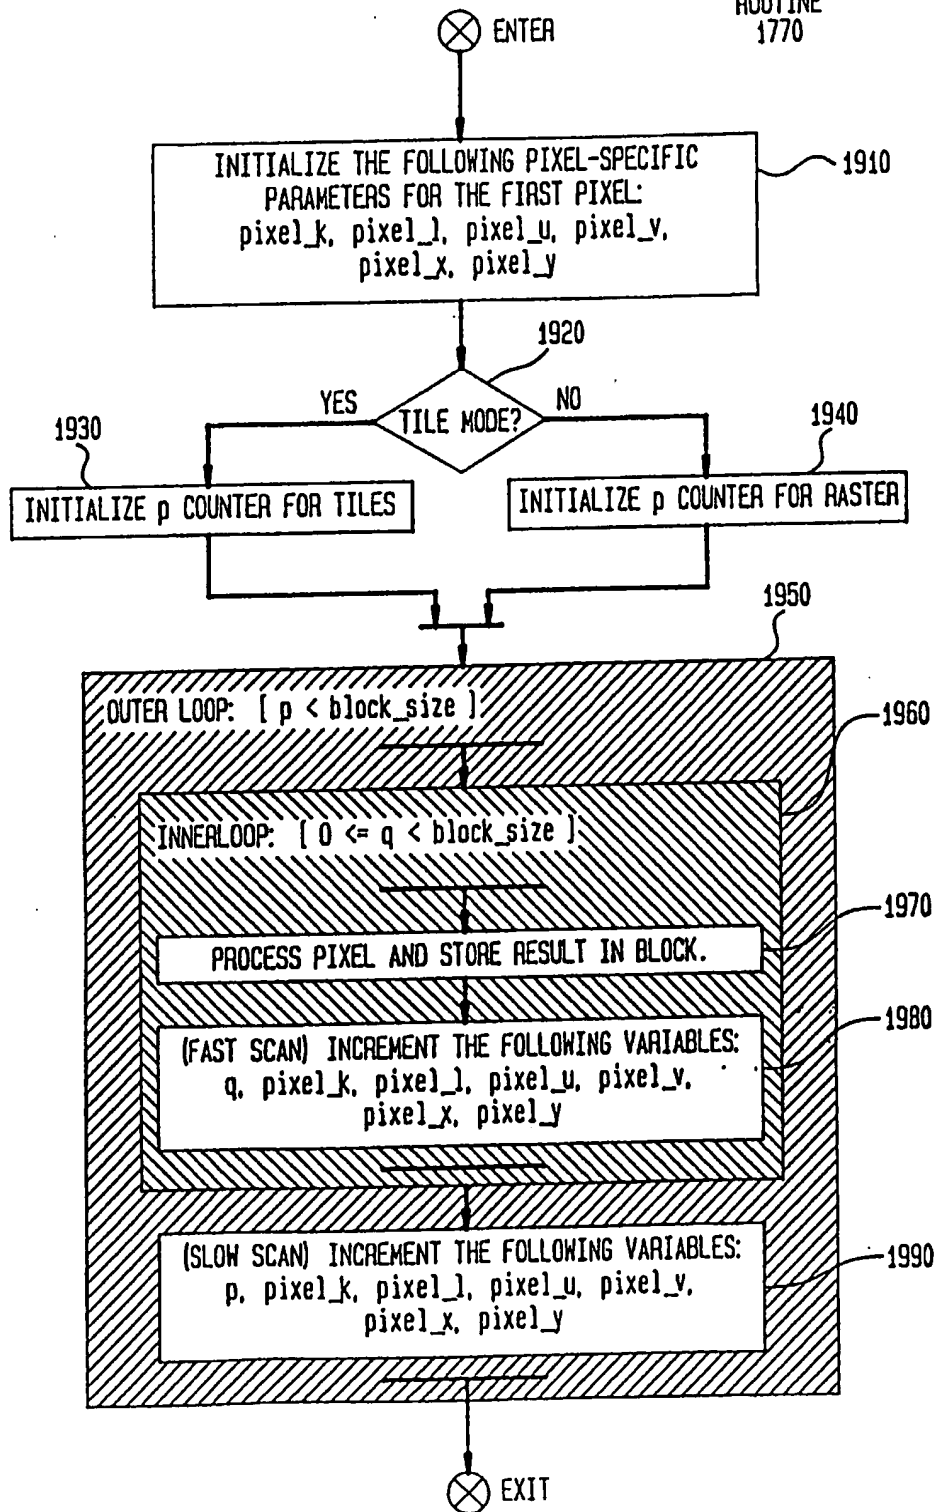 ROUTINE
1770
ENTER
INITIALIZE THE FOLLOWING PIXEL-SPECIFIC
PARAMETERS FOR THE FIRST PIXEL:
pixel_k, pixel_l, pixel_u, pixel_v,
pixel_x, pixel_y
1910
1920
YES
TILE MODE?
NO
1930
1940
INITIALIZE p COUNTER FOR TILES
INITIALIZE p COUNTER FOR RASTER
1950
OUTER LOOP: [ p < block_size ]
1960
INNERLOOP: [ 0 <= q < block_size ]
1970
PROCESS PIXEL AND STORE RESULT IN BLOCK.
1980
(FAST SCAN) INCREMENT THE FOLLOWING VARIABLES:
q, pixel_k, pixel_l, pixel_u, pixel_v,
pixel_x, pixel_y
(SLOW SCAN) INCREMENT THE FOLLOWING VARIABLES:
p, pixel_k, pixel_l, pixel_u, pixel_v,
pixel_x, pixel_y
1990
EXIT